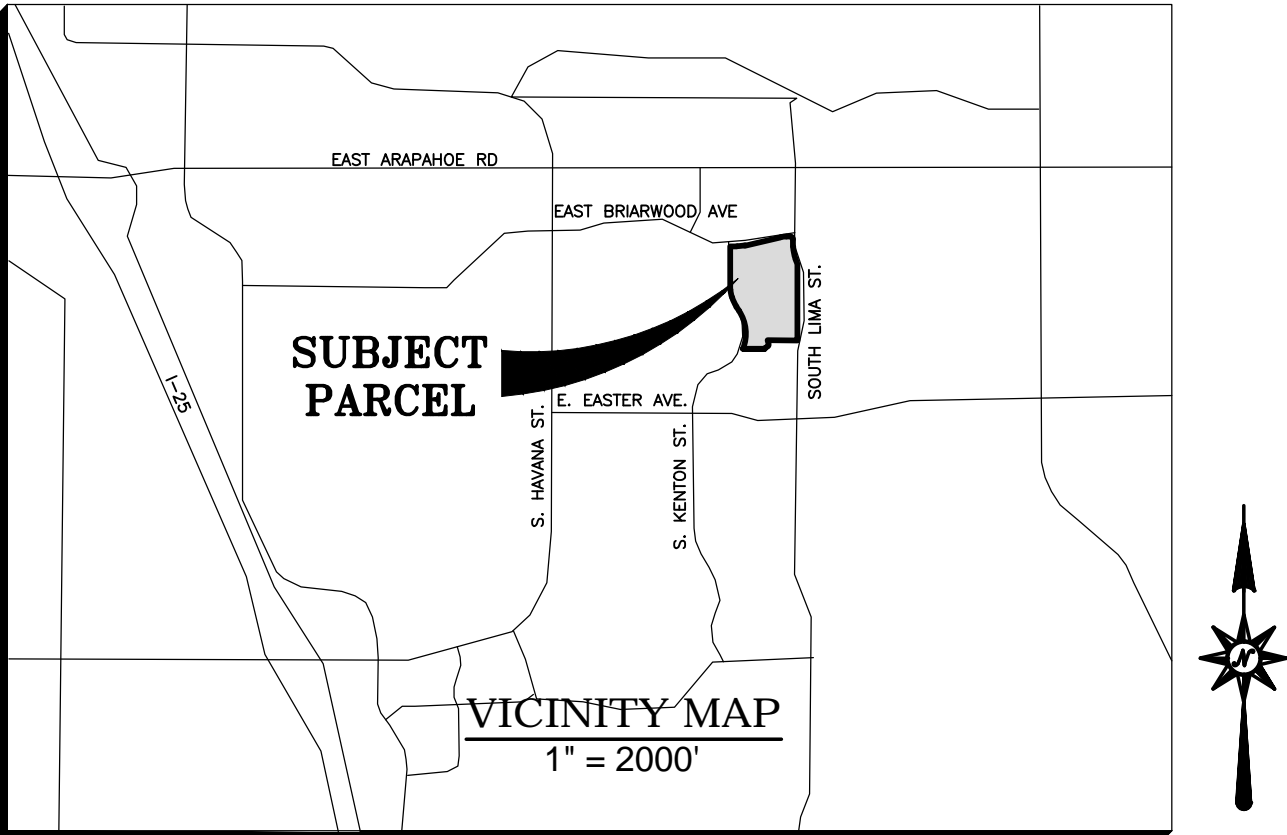 EAST ARAPAHOE RD
EAST BRIARWOOD AVE
SOUTH LIMA ST.
SUBJECT
PARCEL
I-25
E. EASTER AVE.
S. HAVANA ST.
S. KENTON ST.
N
VICINITY MAP
1" = 2000'